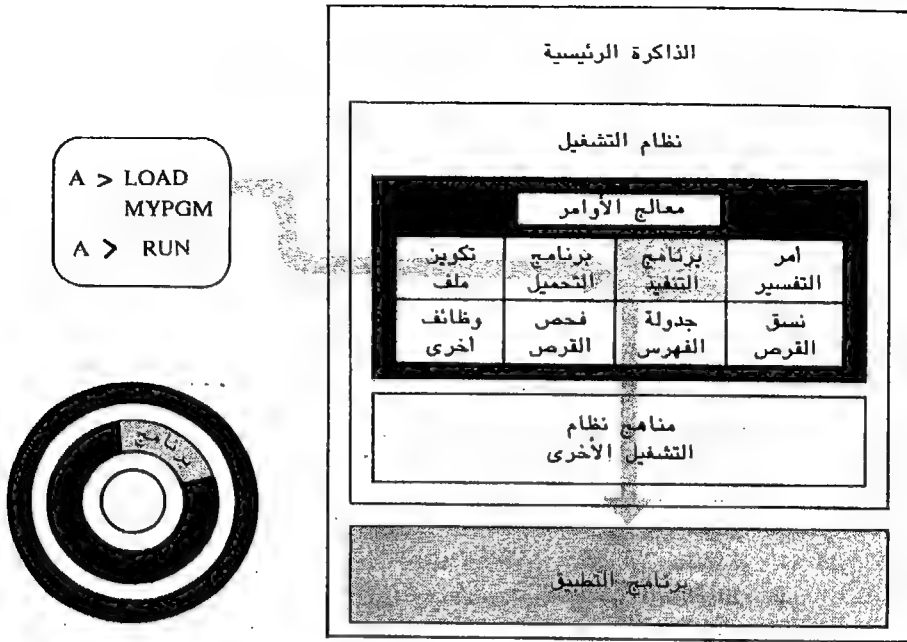 الذاكرة الرئيسية
نظام التشغيل
A > LOAD
MYPGM
A > RUN
معالج الأوامر
امر
التفسير
برنامج
التنفيذ
برنامج
التحميل
تكوين
ملف
نسق
القرص
جدولة
الفهرس
فحص
القرص
وظائف
أخرى
مناهج نظام
التشغيل الأخرى
برنامج
برنامج التطبيق